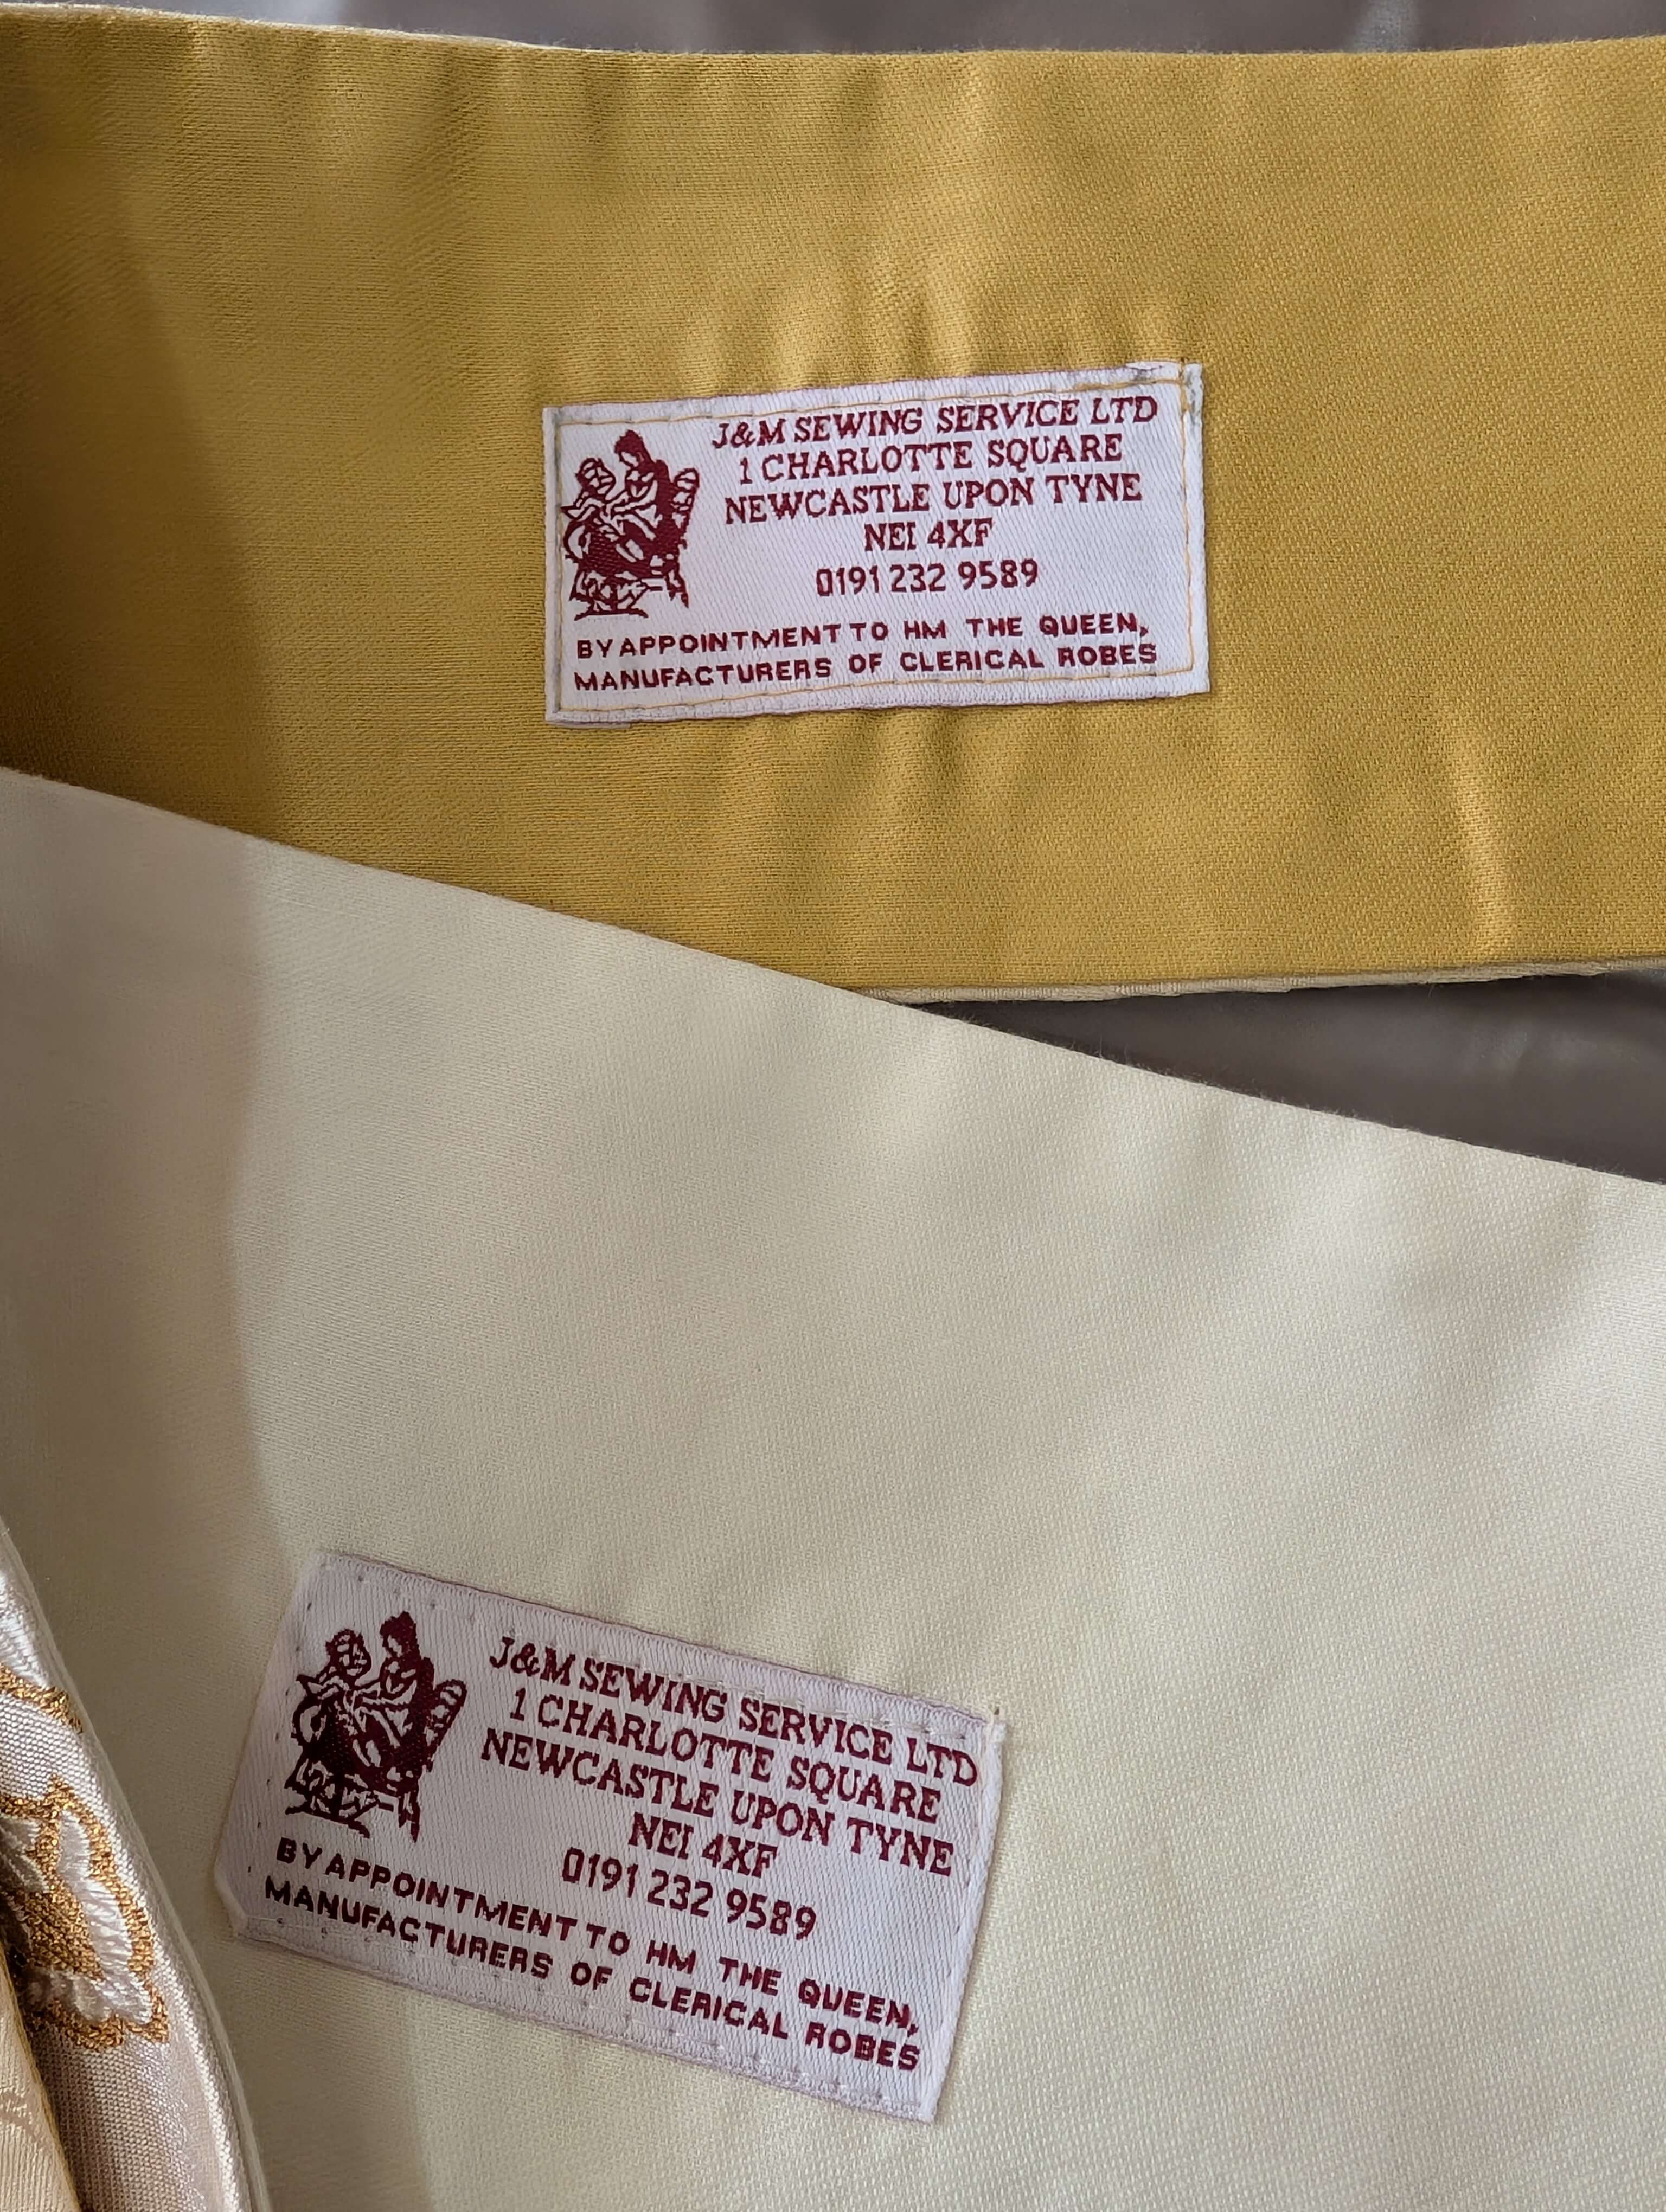 J&M SEWING SERVICE LTD
1 CHARLOTTE SQUARE
NEWCASTLE UPON TYNE
NE1 4XF
0191 232 9589
BY APPOINTMENT TO HM THE QUEEN,
MANUFACTURERS OF CLERICAL ROBES
J&M SEWING SERVICE LTD
1 CHARLOTTE SQUARE
NEWCASTLE UPON TYNE
NE1 4XF
0191 232 9589
BY APPOINTMENT TO HM THE QUEEN,
MANUFACTURERS OF CLERICAL ROBES